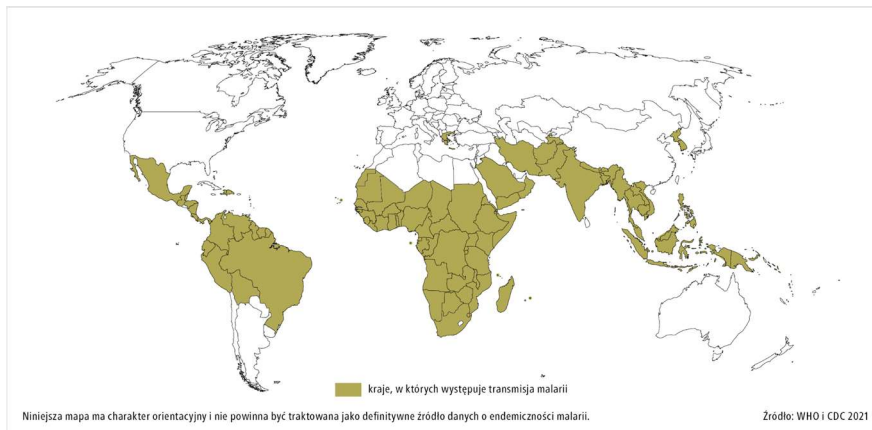 kraje, w których występuje transmisja malarii
Niniejsza mapa ma charakter orientacyjny i nie powinna być traktowana jako definitywne źródło danych o endemiczności malarii.
Źródło: WHO i CDC 2021